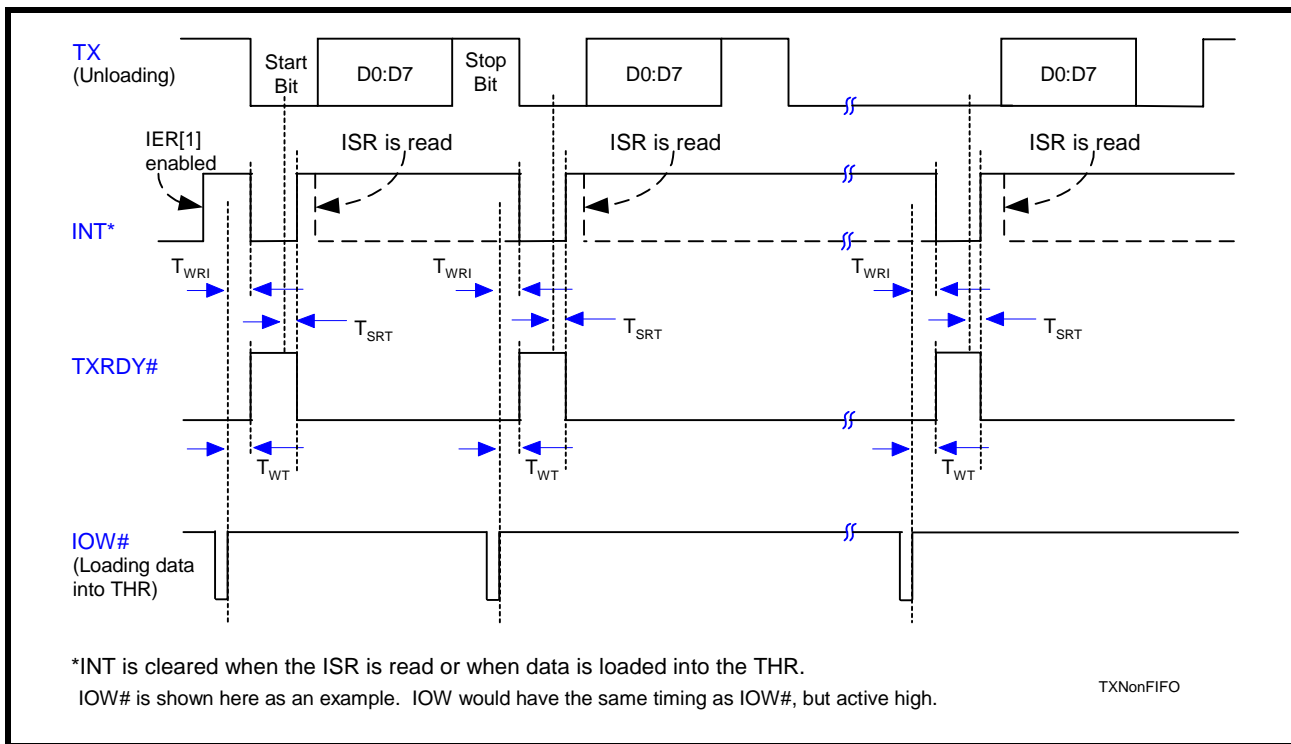 TX
(Unloading)
Start
Bit
D0:D7
Stop
Bit
D0:D7
D0:D7
IER[1]
enabled
ISR is read
ISR is read
ISR is read
INT*
TWRI
TWRI
TWRI
TSRT
TSRT
TSRT
TXRDY#
TWT
TWT
TWT
IOW#
(Loading data
into THR)
*INT is cleared when the ISR is read or when data is loaded into the THR.
IOW# is shown here as an example. IOW would have the same timing as IOW#, but active high.
TXNonFIFO